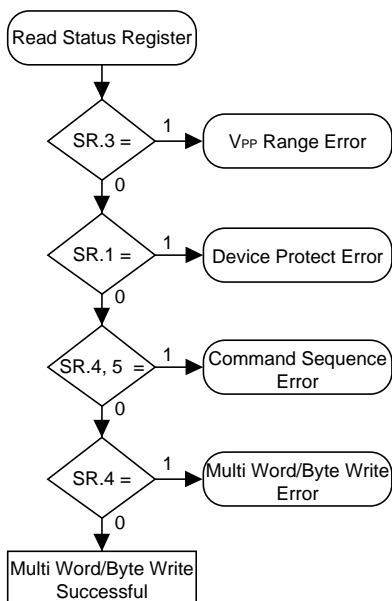 Read Status Register
SR.3 =
1
VPP Range Error
0
SR.1 =
1
Device Protect Error
0
SR.4, 5 =
1
Command Sequence
Error
0
SR.4 =
1
Multi Word/Byte Write
Error
0
Multi Word/Byte Write
Successful